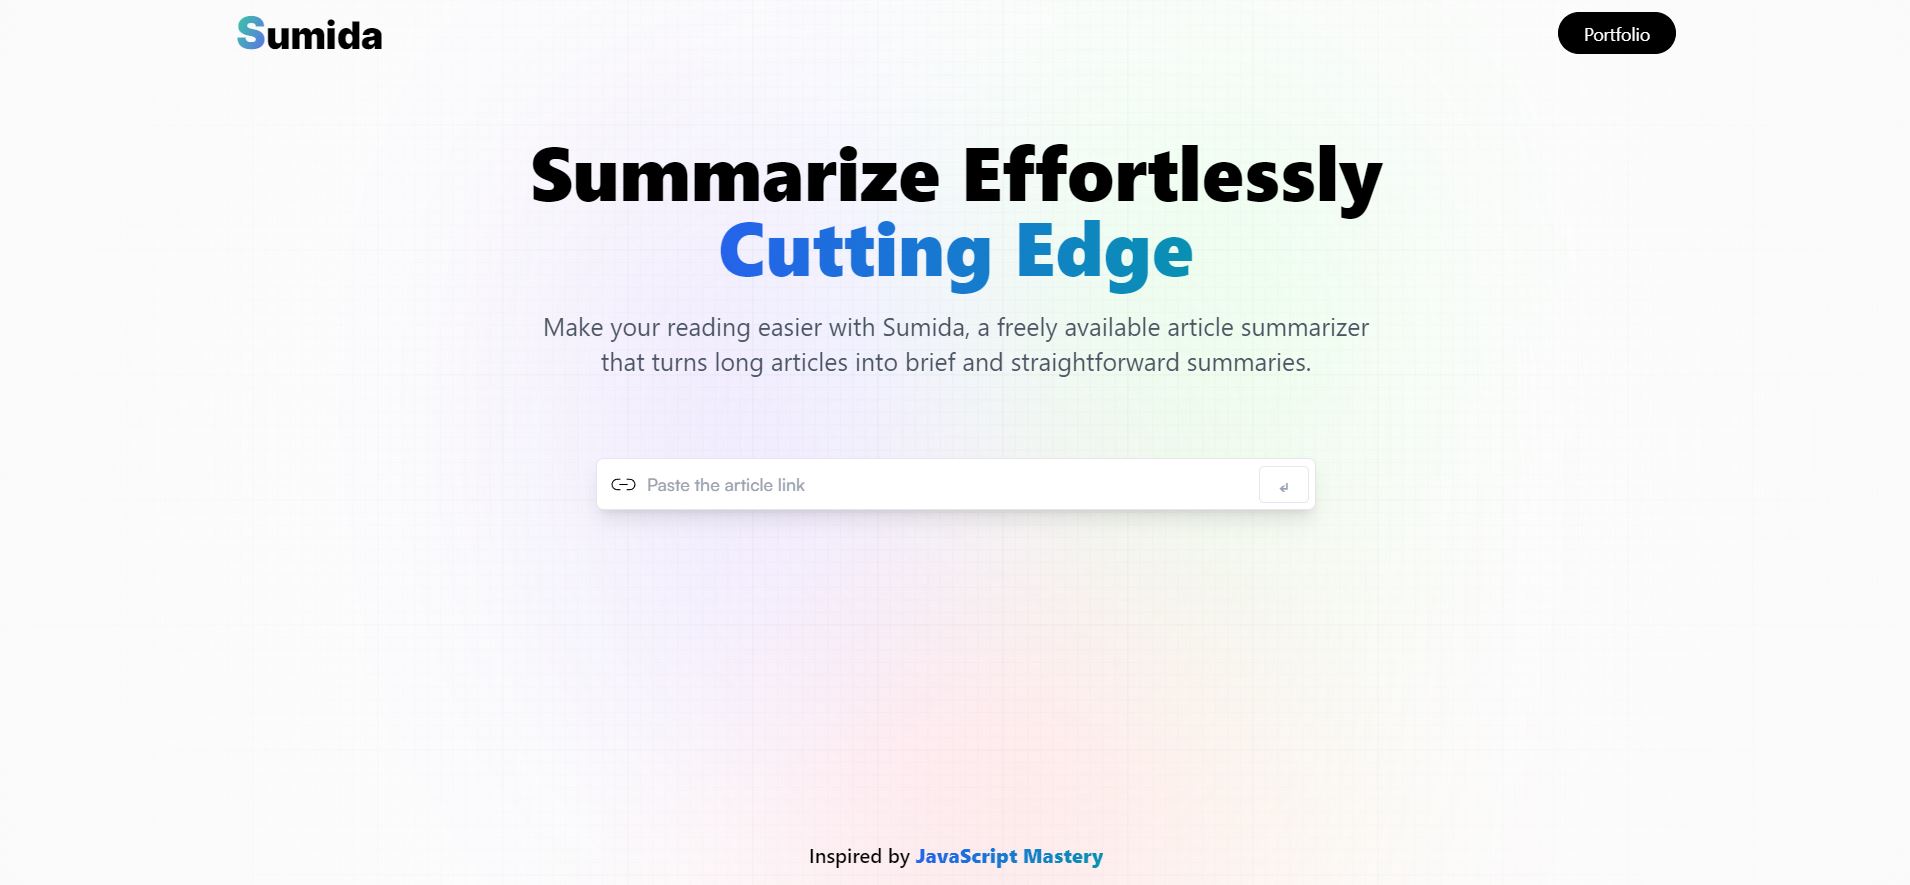 Sumida
Portfolio
Summarize Effortlessly
Cutting Edge
Make your reading easier with Sumida, a freely available article summarizer
that turns long articles into brief and straightforward summaries.
Paste the article link
Inspired by JavaScript Mastery